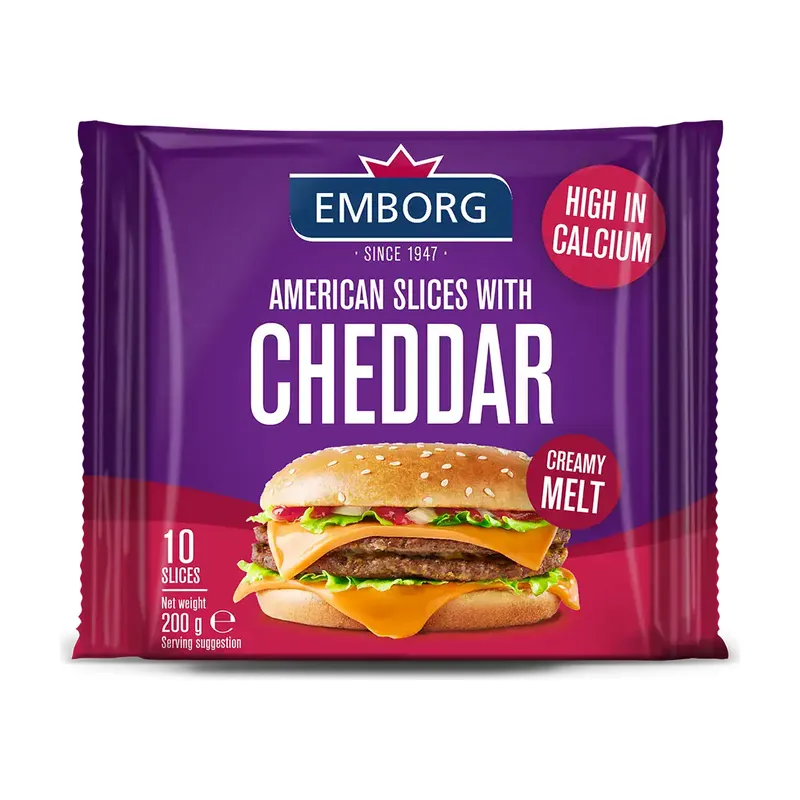 EMBORG
· SINCE 1947 ·
HIGH IN
CALCIUM
AMERICAN SLICES WITH
CHEDDAR
CREAMY
MELT
10
SLICES
Net weight
200 g ℮
Serving suggestion